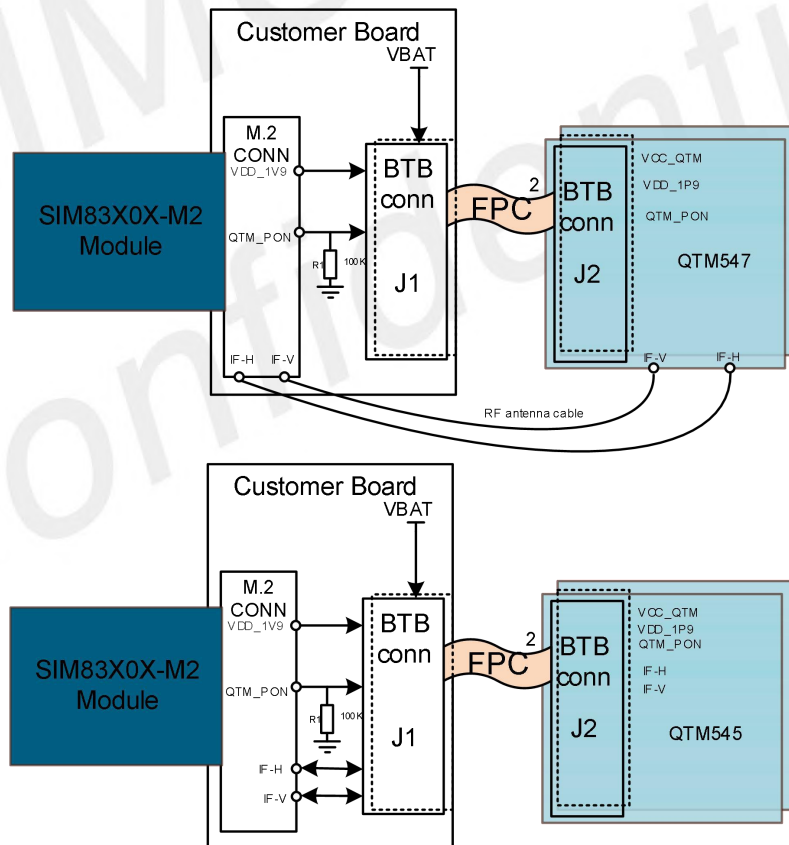 Customer Board
VBAT
M.2
CONN
VDD_1V9
QTM_PON
R1
100K
IF-H
IF-V
SIM83X0X-M2
Module
BTB
conn
J1
FPC
2
BTB
conn
J2
VCC_QTM
VDD_1P9
QTM_PON
QTM547
IF-V
IF-H
RF antenna cable
Customer Board
VBAT
M.2
CONN
VDD_1V9
QTM_PON
R1
100K
IF-H
IF-V
SIM83X0X-M2
Module
BTB
conn
J1
FPC
2
BTB
conn
J2
VCC_QTM
VDD_1P9
QTM_PON
IF-H
IF-V
QTM545